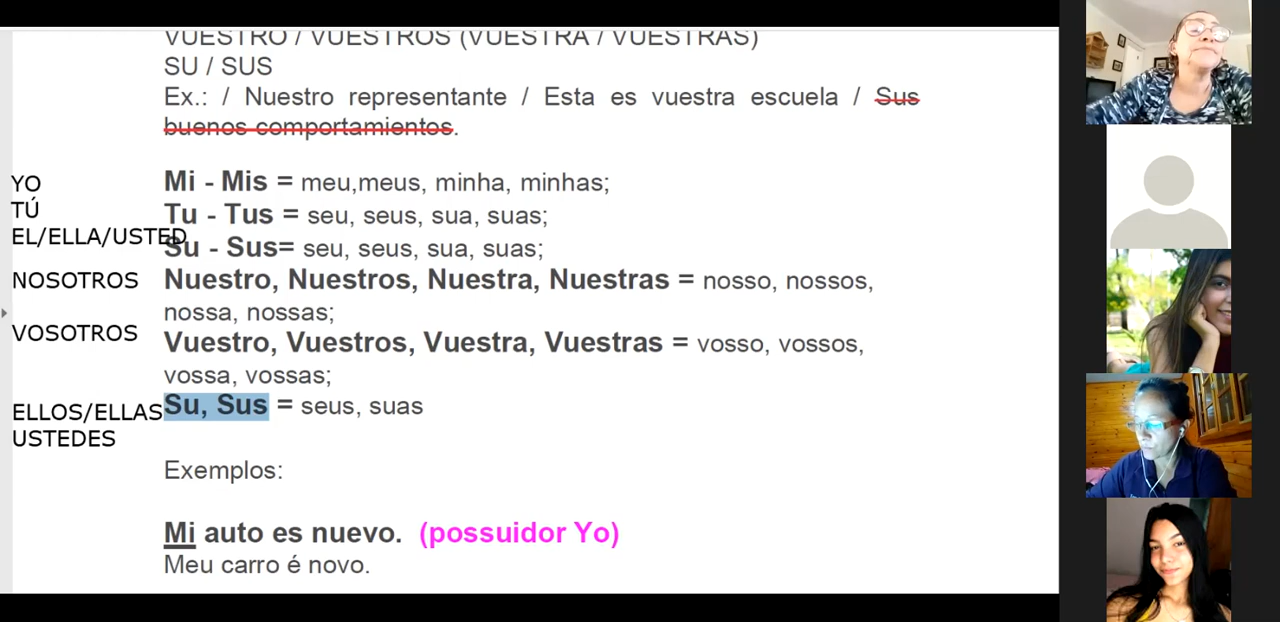 VUESTRO / VUESTROS (VUESTRA / VUESTRAS)
SU / SUS
Ex.: / Nuestro representante / Esta es vuestra escuela / Sus
buenos comportamientos.
YO
Mi - Mis = meu,meus, minha, minhas;
TÚ
Tu - Tus = seu, seus, sua, suas;
EL/ELLA/USTED
Su - Sus= seu, seus, sua, suas;
NOSOTROS
Nuestro, Nuestros, Nuestra, Nuestras = nosso, nossos,
nossa, nossas;
VOSOTROS
Vuestro, Vuestros, Vuestra, Vuestras = vosso, vossos,
vossa, vossas;
ELLOS/ELLAS
Su, Sus = seus, suas
USTEDES
Exemplos:
Mi auto es nuevo. (possuidor Yo)
Meu carro é novo.